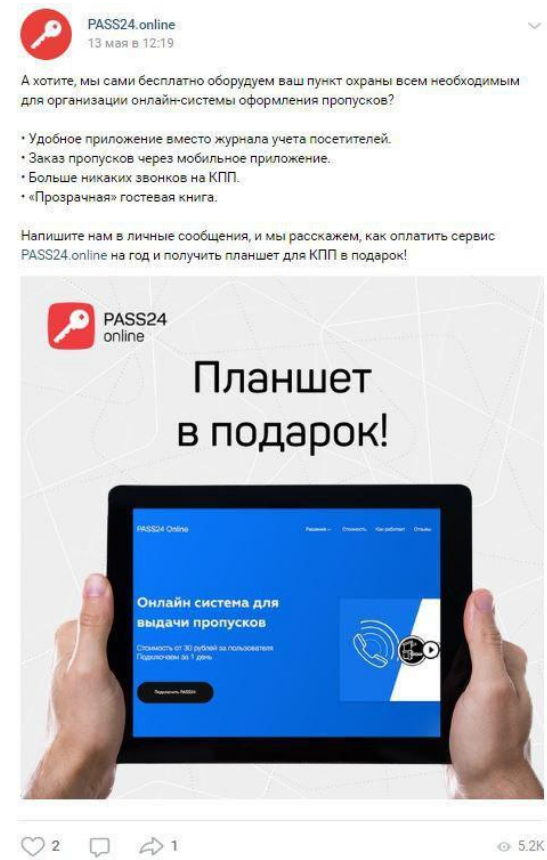 PASS24.online
13 мая в 12:19
А хотите, мы сами бесплатно оборудуем ваш пункт охраны всем необходимым
для организации онлайн-системы оформления пропусков?
• Удобное приложение вместо журнала учета посетителей.
• Заказ пропусков через мобильное приложение.
• Больше никаких звонков на КПП.
• «Прозрачная» гостевая книга.
Напишите нам в личные сообщения, и мы расскажем, как оплатить сервис
PASS24.online на год и получить планшет для КПП в подарок!
PASS24
online
Планшет
в подарок!
PASS24 Online
Решения Стоимость Как работает Отзывы
Онлайн система для
выдачи пропусков
Стоимость от 30 рублей за пользователя
Подключаем за 1 день
Подключить PASS24
2 1 5.2K